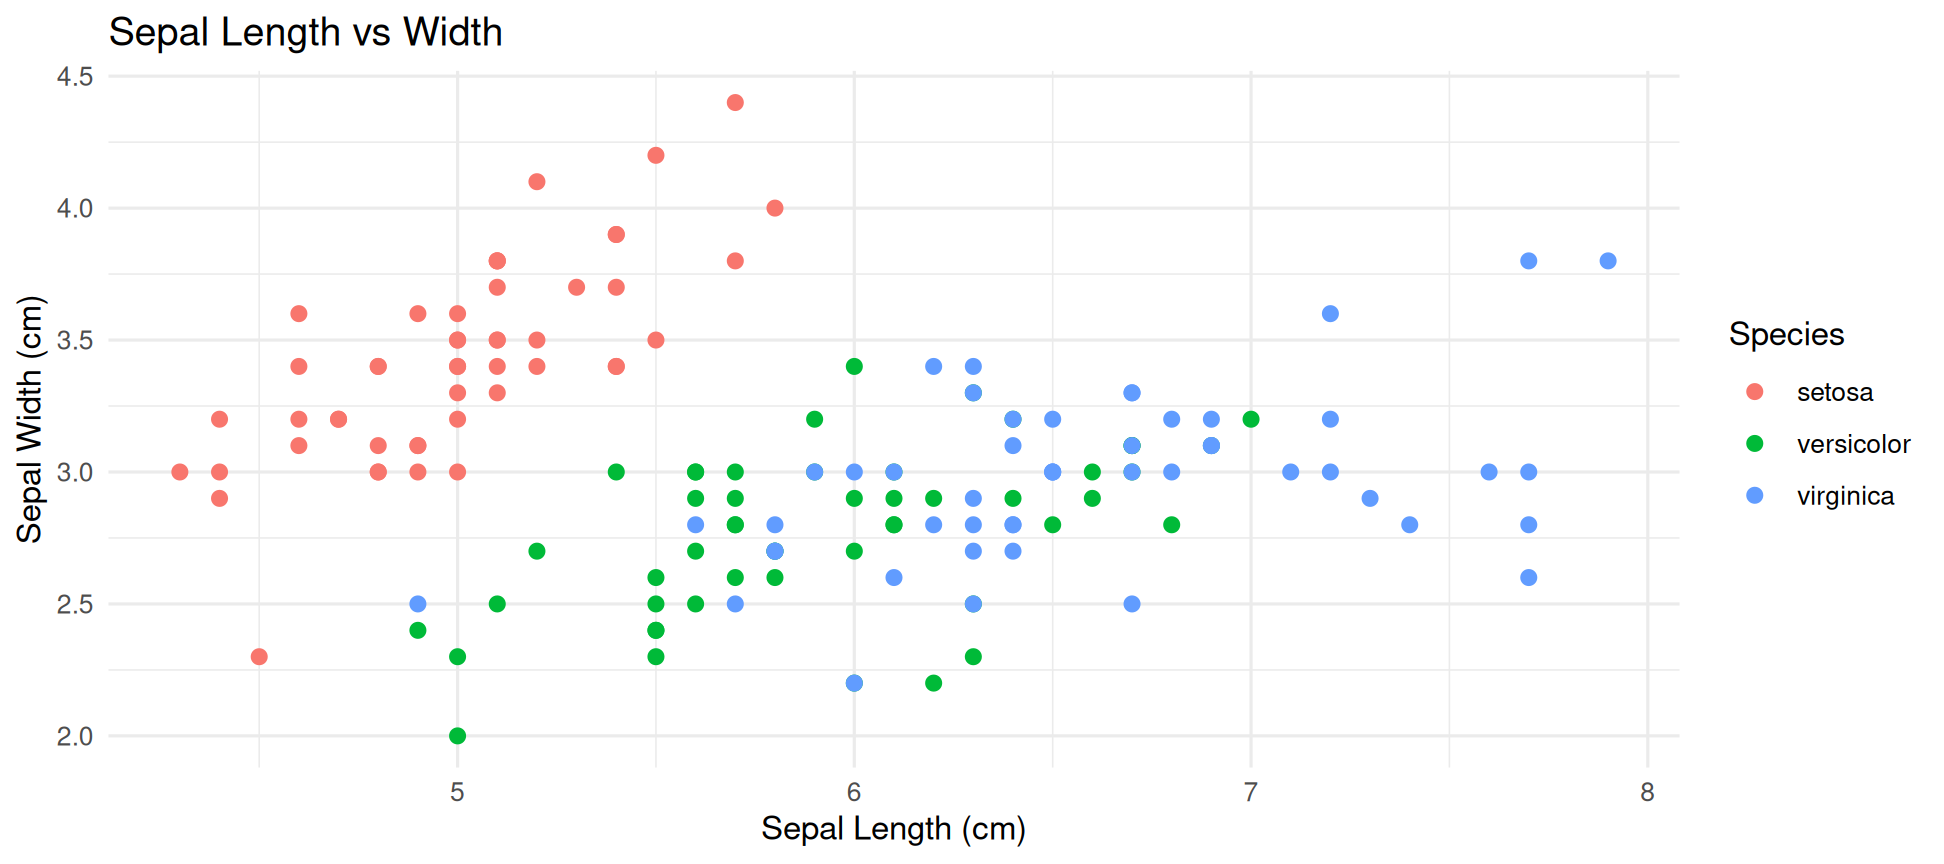 Sepal Length vs Width
4.5
4.0
3.5
3.0
2.5
2.0
Sepal Width (cm)
5 6 7 8
Sepal Length (cm)
Species
setosa
versicolor
virginica